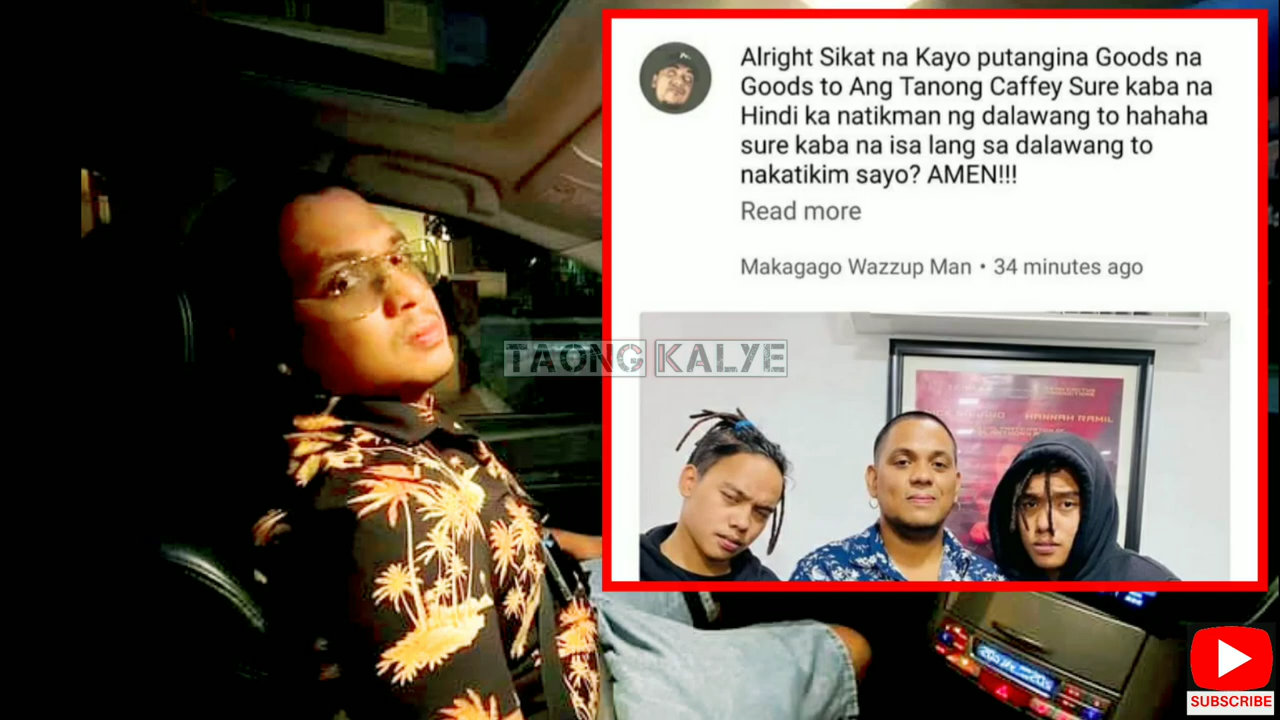 Alright Sikat na Kayo putangina Goods na
Goods to Ang Tanong Caffey Sure kaba na
Hindi ka natikman ng dalawang to hahaha
sure kaba na isa lang sa dalawang to
nakatikim sayo? AMEN!!!
Read more
Makagago Wazzup Man • 34 minutes ago
TAONG KALYE
HANNAH RAMIL
SUBSCRIBE